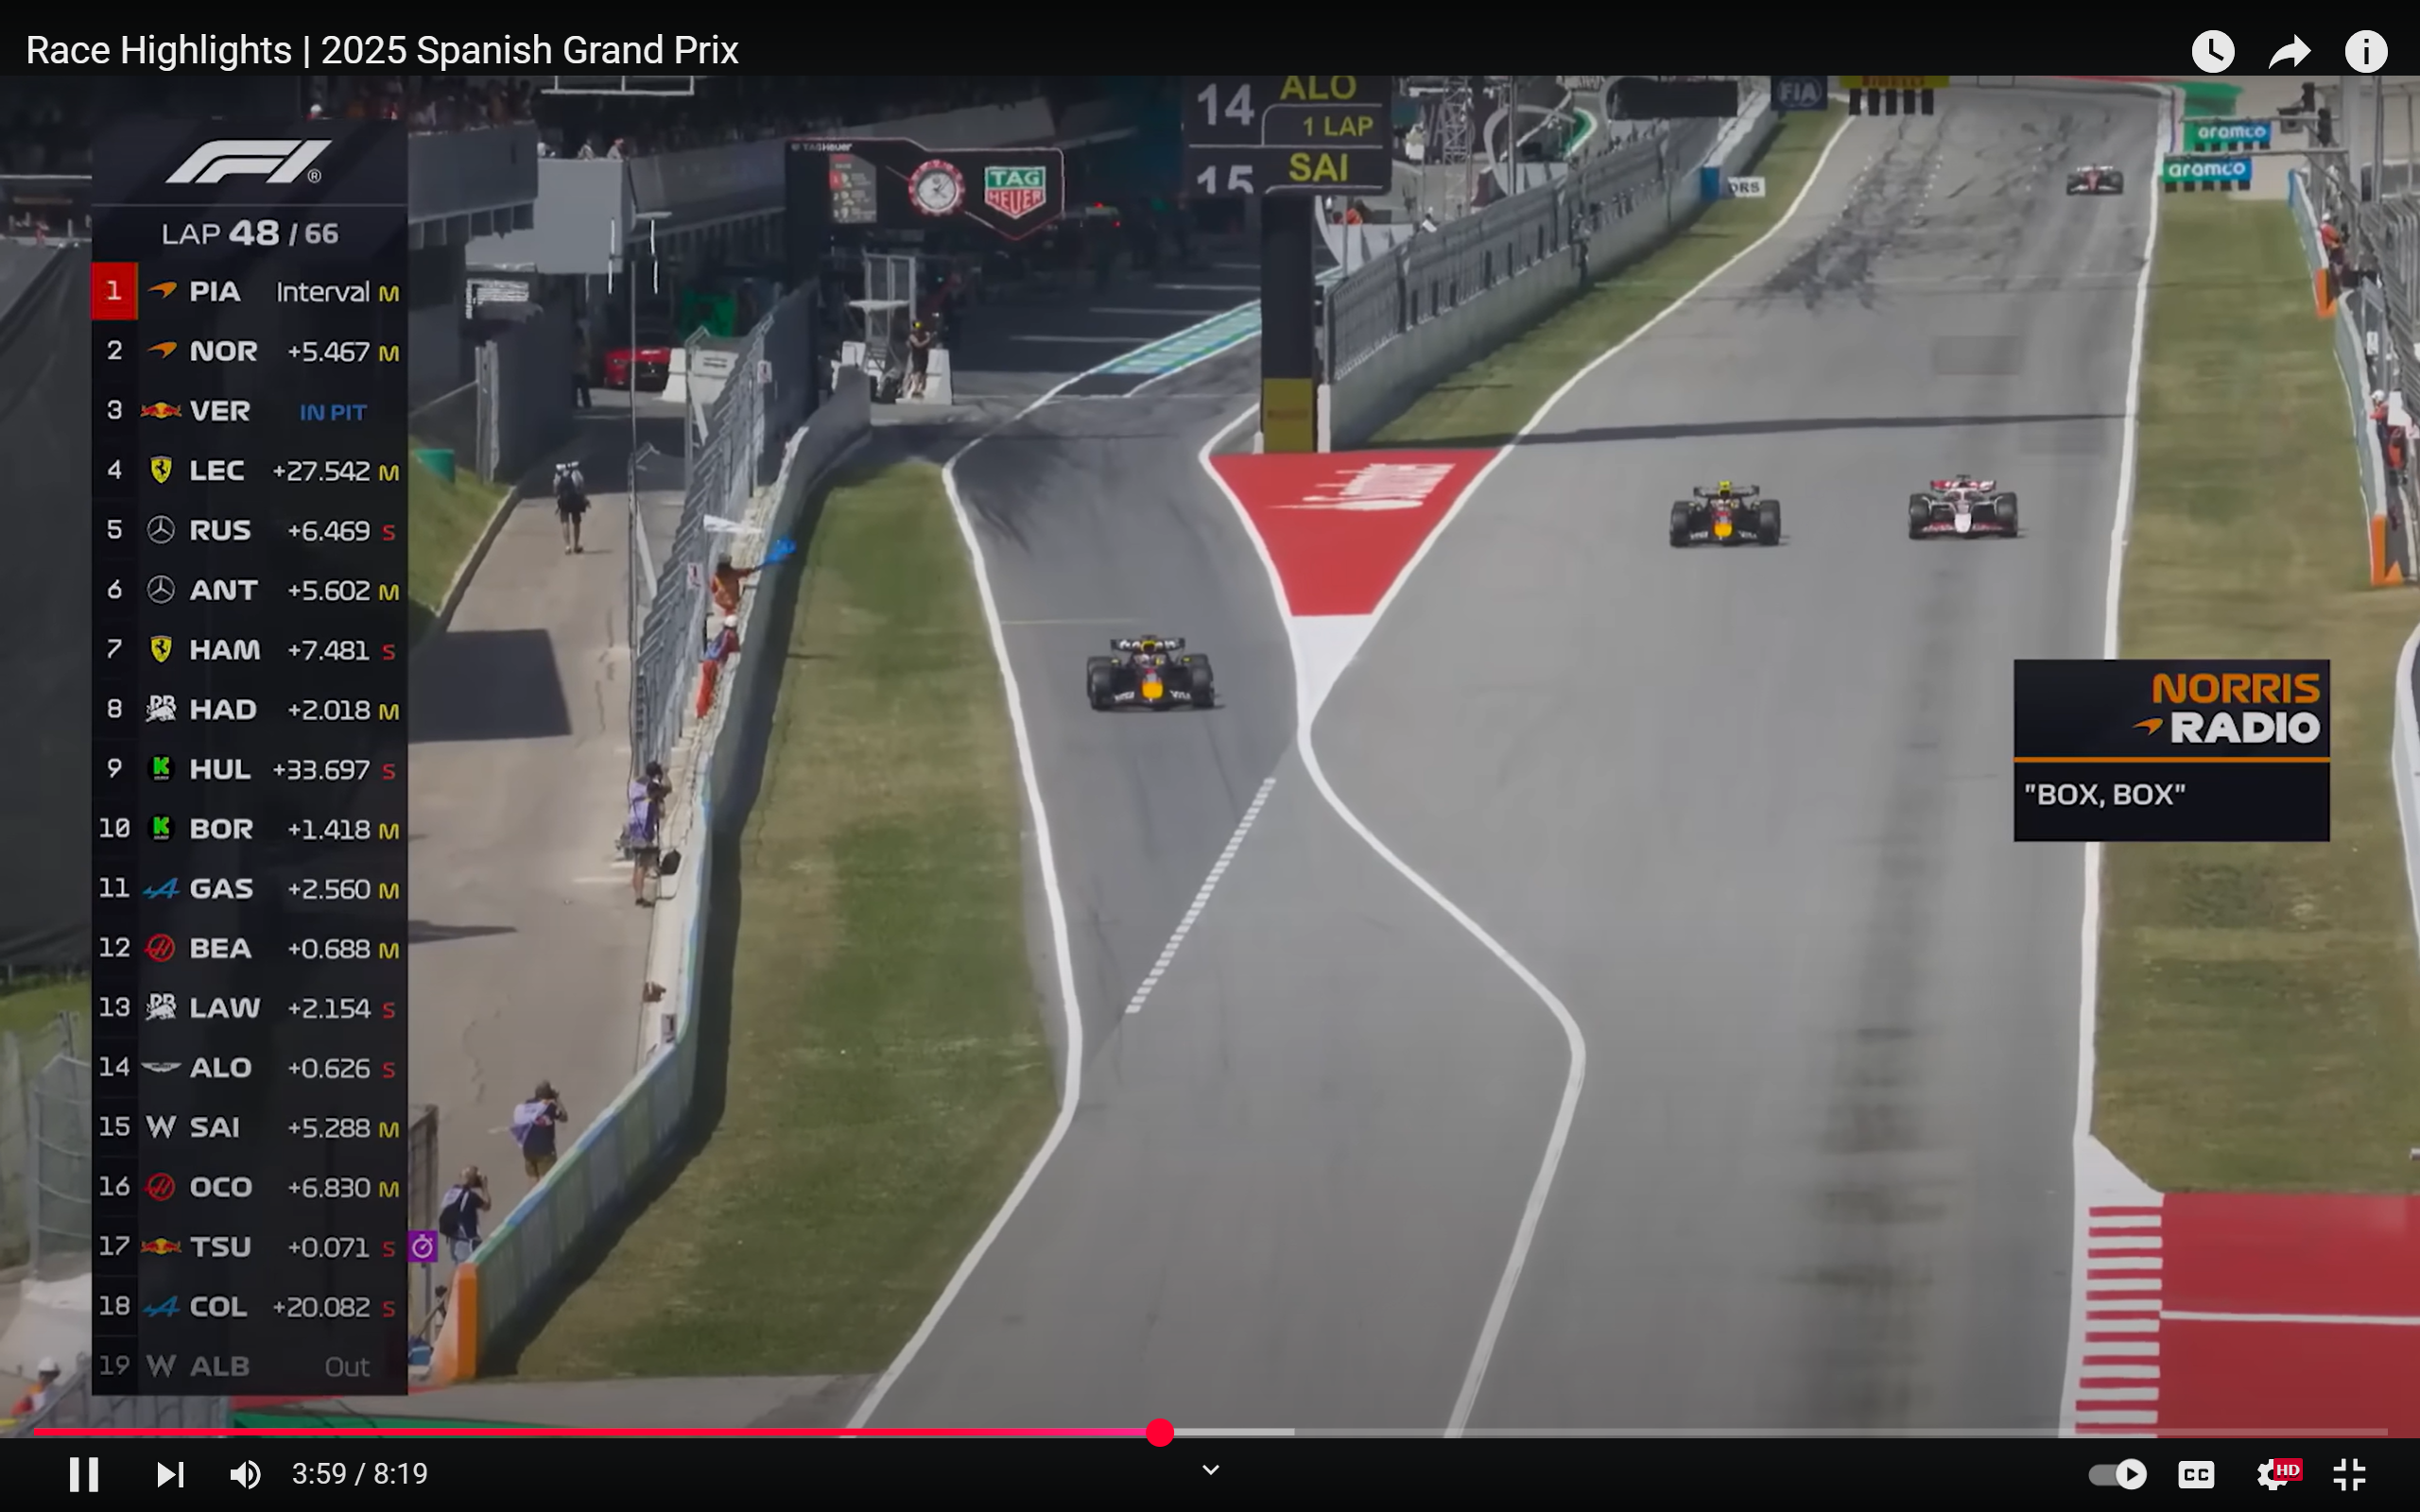 Race Highlights | 2025 Spanish Grand Prix
LAP 48 / 66
1 PIA Interval M
2 NOR +5.467 M
3 VER IN PIT
4 LEC +27.542 M
5 RUS +6.469 S
6 ANT +5.602 M
7 HAM +7.481 S
8 HAD +2.018 M
9 HUL +33.697 S
10 BOR +1.418 M
11 GAS +2.560 M
12 BEA +0.688 M
13 LAW +2.154 S
14 ALO +0.626 S
15 SAI +5.288 M
16 OCO +6.830 M
17 TSU +0.071 S
18 COL +20.082 S
19 ALB Out
TAG HEUER
TAG
HEUER
14 ALO
1 LAP
15 SAI
FIA
PIRELLI
DRS
aramco
aramco
NORRIS
RADIO
"BOX, BOX"
3:59 / 8:19
CC
HD